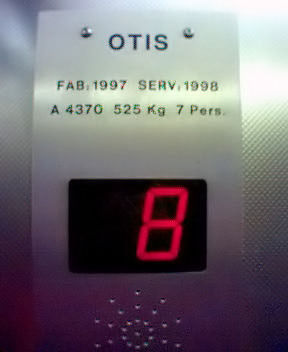 OTIS
FAB:1997 SERV:1998
A 4370 525 Kg 7 Pers.
8